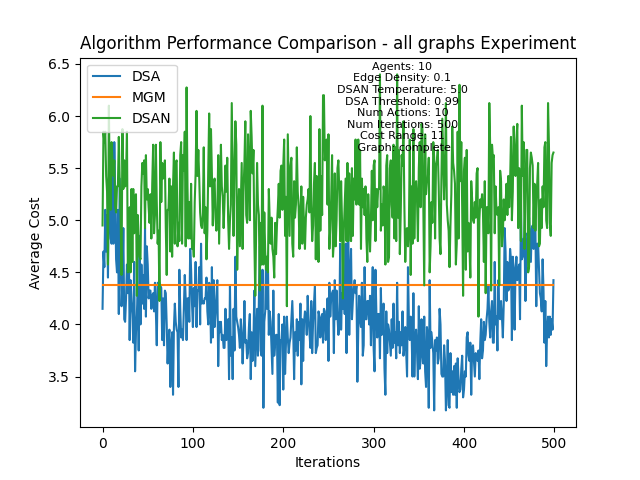 Algorithm Performance Comparison - all graphs Experiment
DSA
MGM
DSAN
Agents: 10
Edge Density: 0.1
DSAN Temperature: 5.0
DSA Threshold: 0.99
Num Actions: 10
Num Iterations: 500
Cost Range: 11
Graph: complete
6.5
6.0
5.5
5.0
4.5
4.0
3.5
Average Cost
0
100
200
300
400
500
Iterations